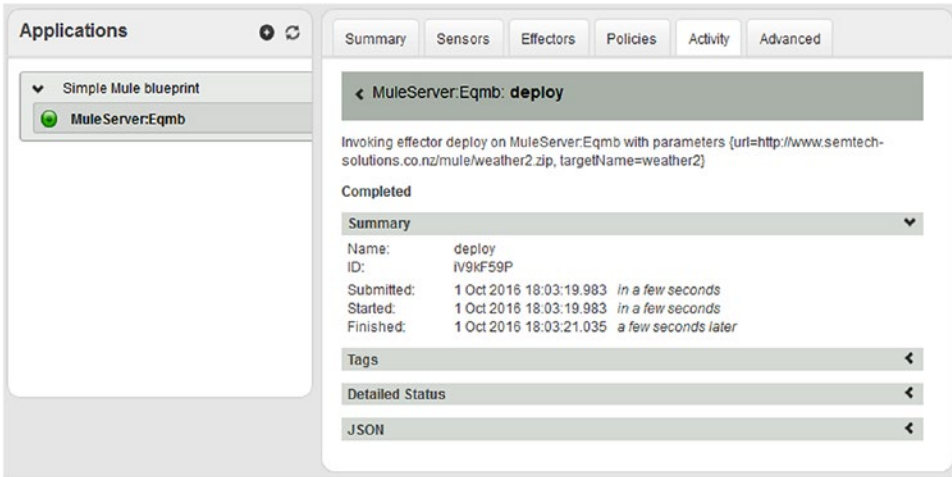 Applications
Simple Mule blueprint
MuleServer:Eqmb
Summary Sensors Effectors Policies Activity Advanced
MuleServer:Eqmb: deploy
Invoking effector deploy on MuleServer:Eqmb with parameters {url=http://www.semtech-
solutions.co.nz/mule/weather2.zip, targetName=weather2}
Completed
Summary
Name: deploy
ID: iV9kF59P
Submitted: 1 Oct 2016 18:03:19.983 in a few seconds
Started: 1 Oct 2016 18:03:19.983 in a few seconds
Finished: 1 Oct 2016 18:03:21.035 a few seconds later
Tags
Detailed Status
JSON